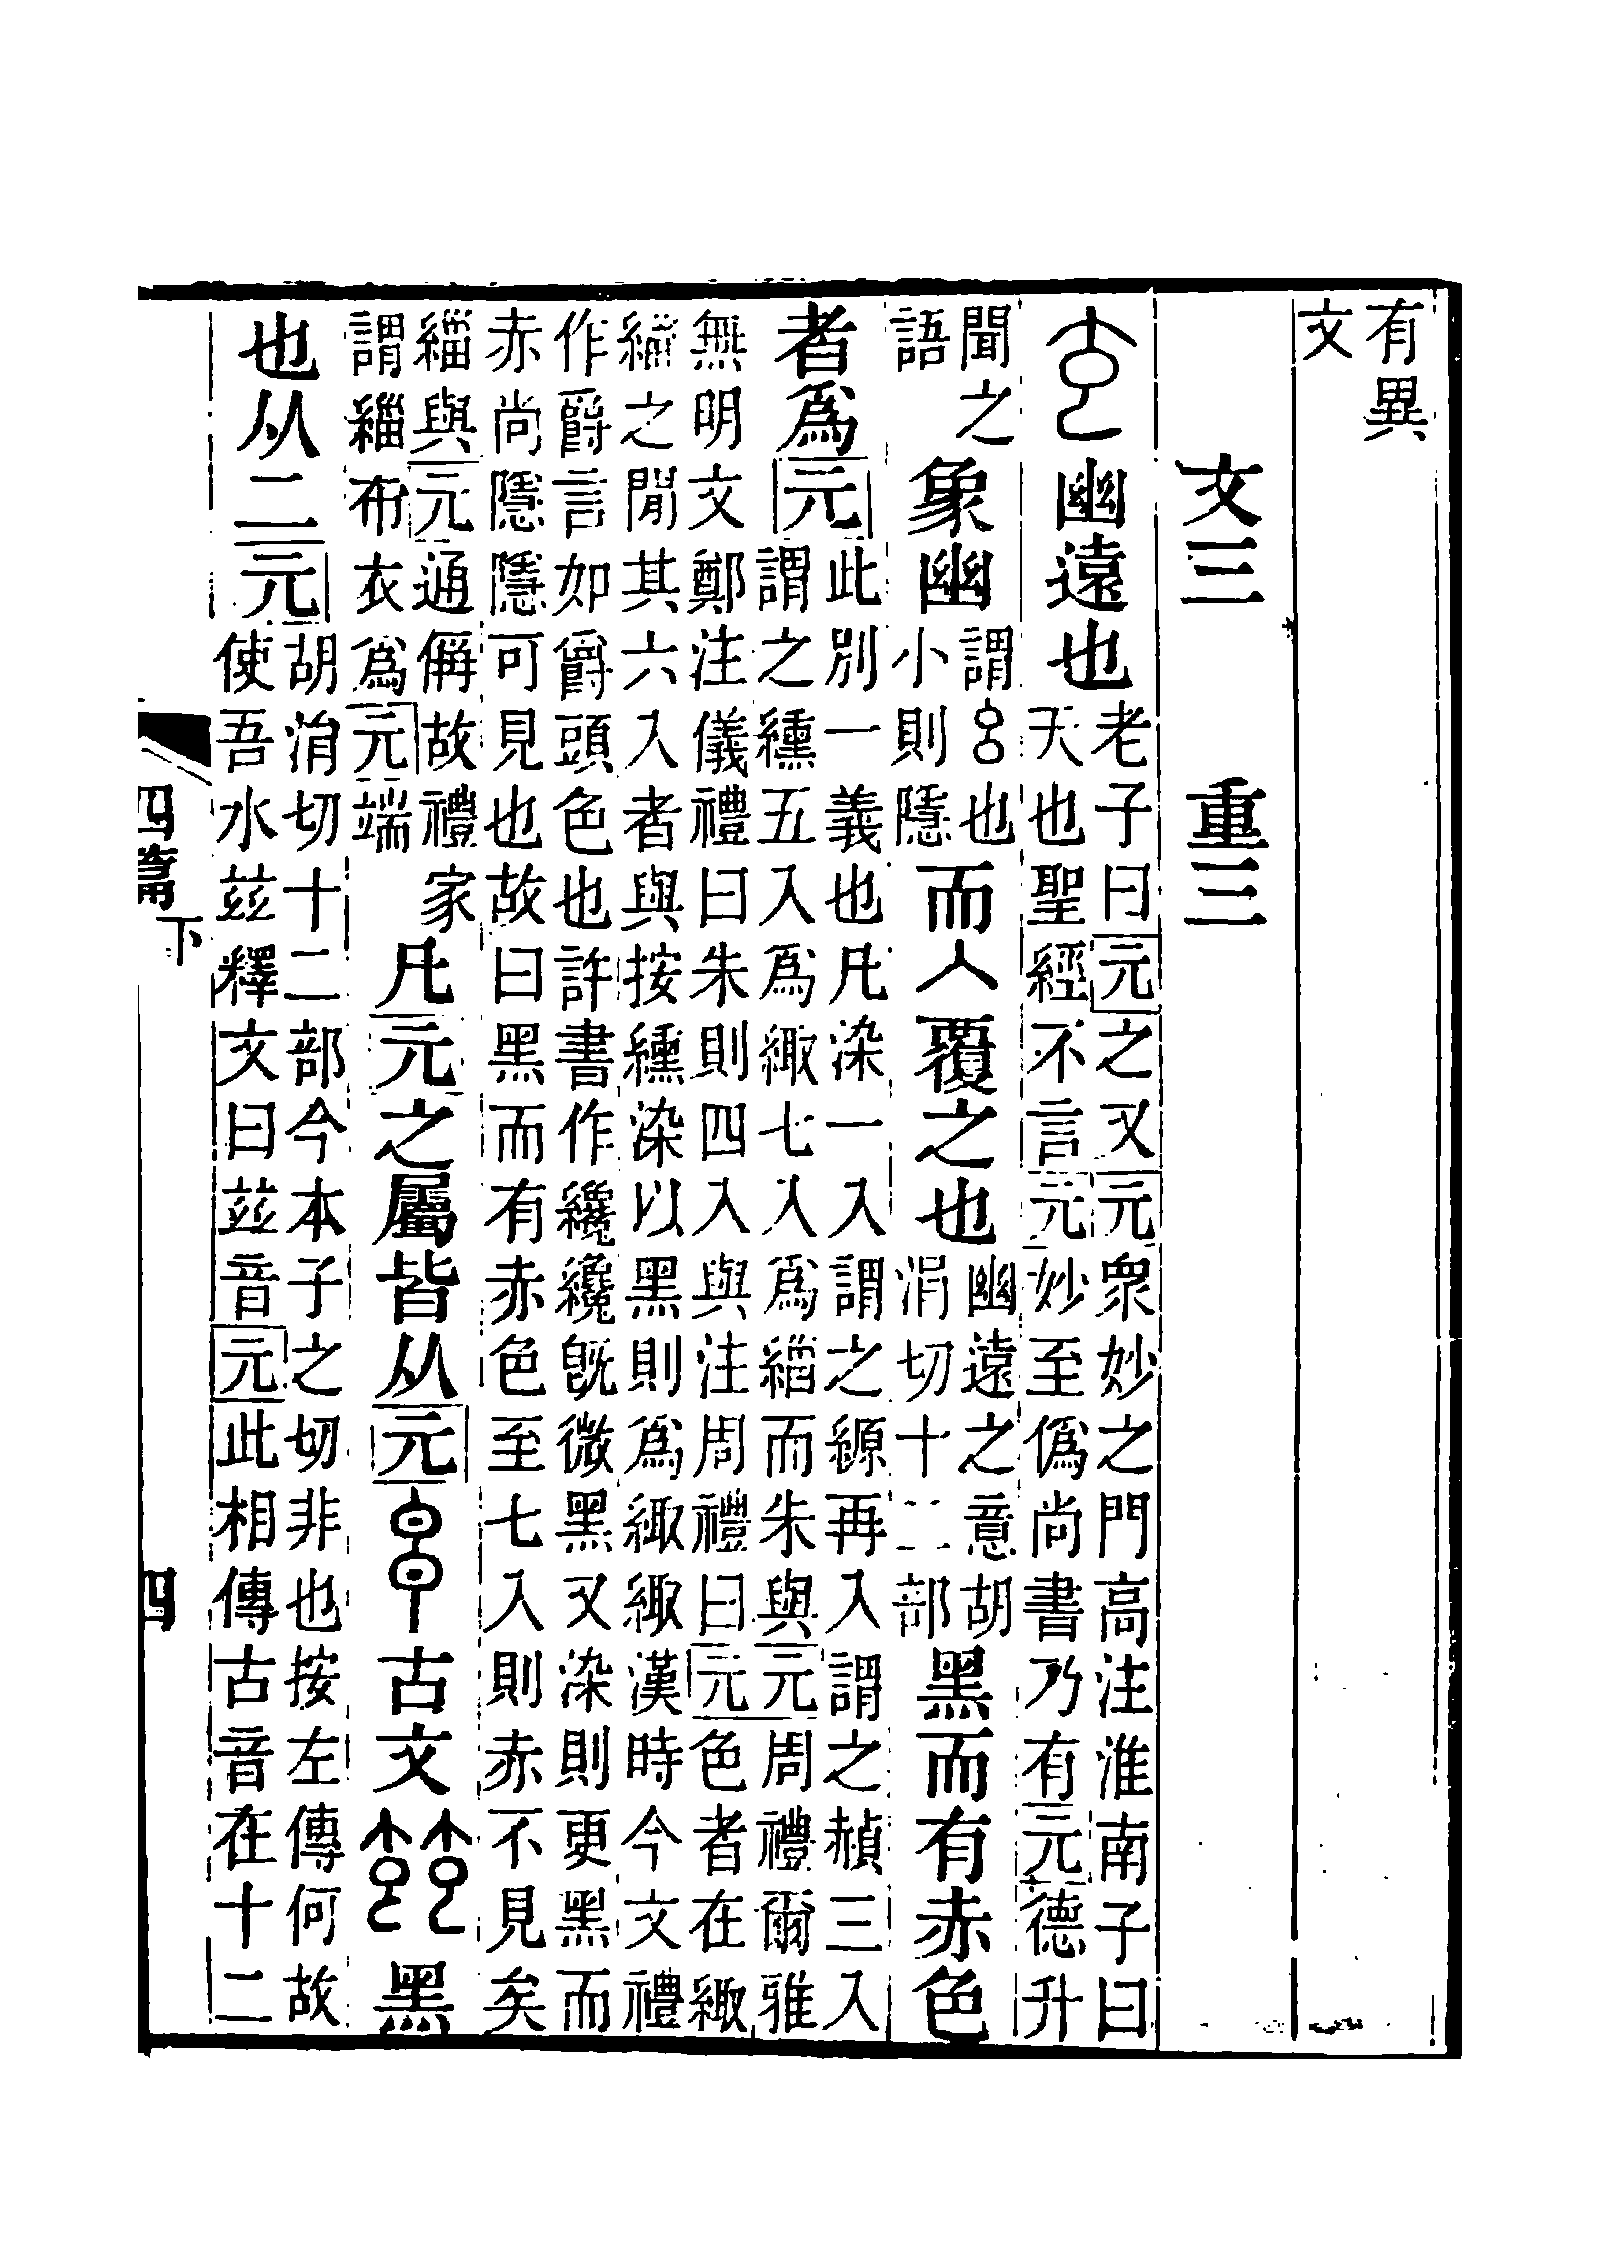 有異
文
文三 重三
幽遠也老子曰元之又元衆妙之門高注淮南子曰
天也聖經不言元妙至僞尚書乃有元德升
聞之
語象幽謂也
小則隱而入覆之也幽遠之意胡
涓切十二部黑而有赤色
者爲元此別一義也凡染一入謂之縓再入謂之赬三入
謂之纁五入爲緅七入爲緇而朱與元周禮爾雅
無明文鄭注儀禮曰朱則四入與注周禮曰元色者在緅
緇之閒其六入者與按纁染以黑則爲緅緅漢時今文禮
作爵言如爵頭色也許書作纔纔旣微黑又染則更黑而
赤尚隱隱可見也故曰黑而有赤色至七入則赤不見矣
緇與元通偁故禮家
謂緇布衣爲元端凡元之屬皆从元 古文 黑
也从二元胡涓切十二部今本子之切非也按左傳何故
使吾水茲釋文曰茲音元此相傳古音在十二
四篇下
四